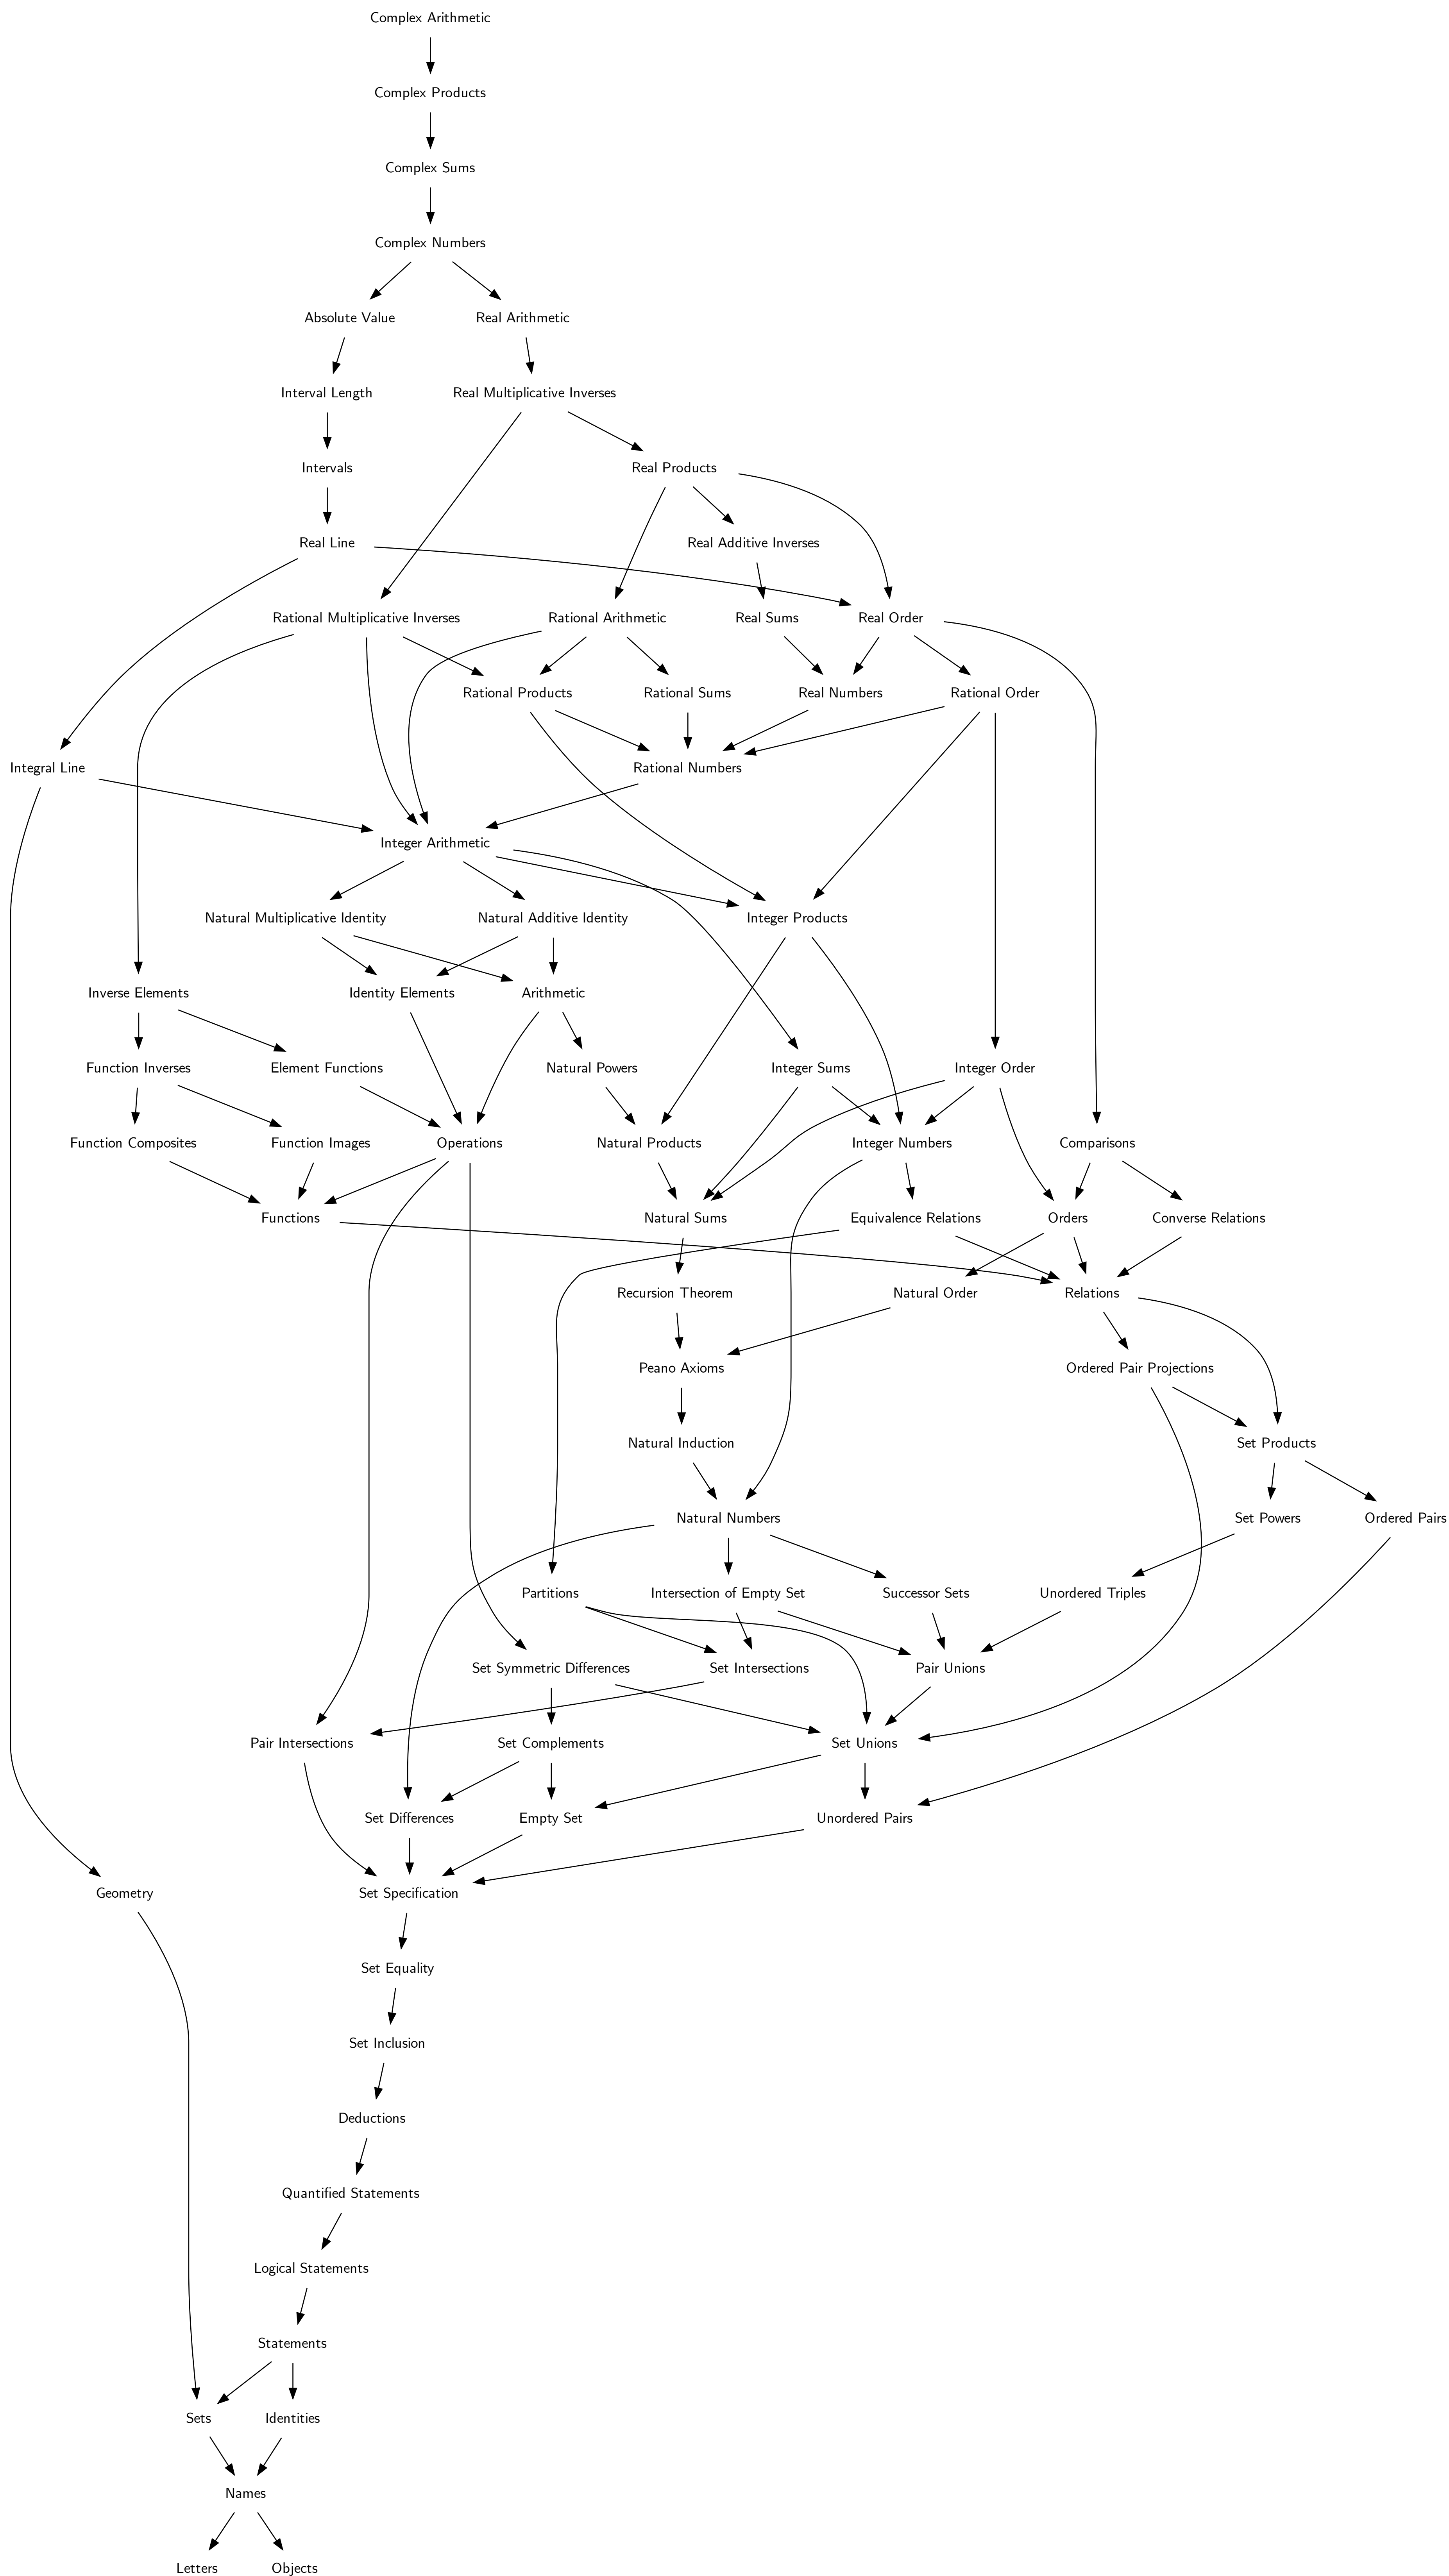 Complex Arithmetic
Complex Products
Complex Sums
Complex Numbers
Absolute Value
Real Arithmetic
Interval Length
Real Multiplicative Inverses
Intervals
Real Products
Real Line
Real Additive Inverses
Rational Multiplicative Inverses
Rational Arithmetic
Real Sums
Real Order
Rational Products
Rational Sums
Real Numbers
Rational Order
Integral Line
Rational Numbers
Integer Arithmetic
Natural Multiplicative Identity
Natural Additive Identity
Integer Products
Inverse Elements
Identity Elements
Arithmetic
Function Inverses
Element Functions
Natural Powers
Integer Sums
Integer Order
Function Composites
Function Images
Operations
Natural Products
Integer Numbers
Comparisons
Functions
Natural Sums
Equivalence Relations
Orders
Converse Relations
Recursion Theorem
Natural Order
Relations
Peano Axioms
Ordered Pair Projections
Natural Induction
Set Products
Natural Numbers
Set Powers
Ordered Pairs
Partitions
Intersection of Empty Set
Successor Sets
Unordered Triples
Set Symmetric Differences
Set Intersections
Pair Unions
Pair Intersections
Set Complements
Set Unions
Set Differences
Empty Set
Unordered Pairs
Geometry
Set Specification
Set Equality
Set Inclusion
Deductions
Quantified Statements
Logical Statements
Statements
Sets
Identities
Names
Letters
Objects